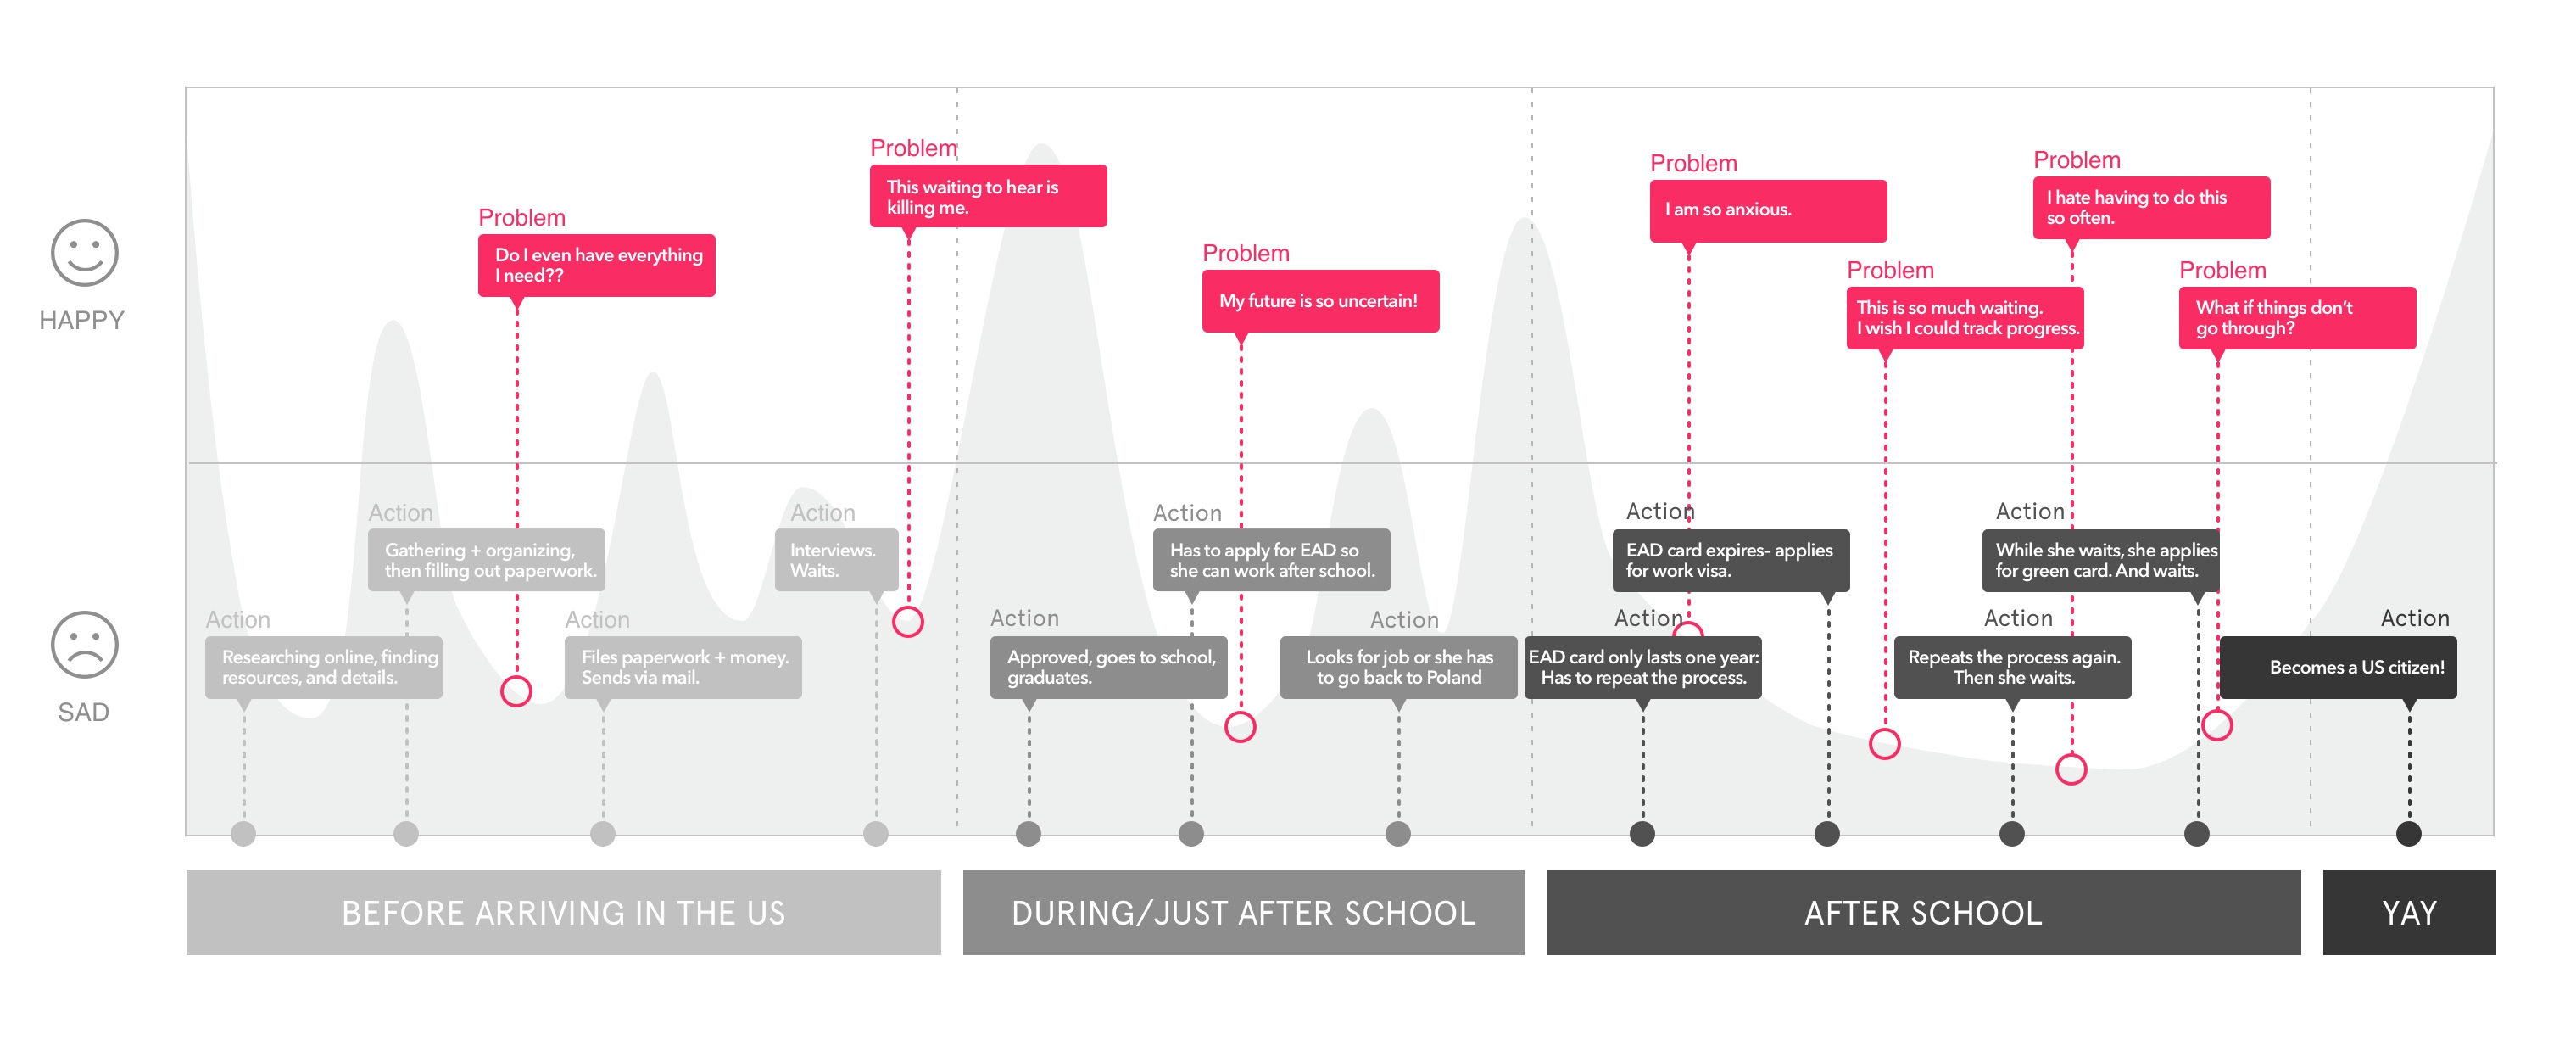 Problem
This waiting to hear is
killing me.
Problem
I am so anxious.
Problem
I hate having to do this
so often.
Problem
Do I even have everything
I need??
Problem
My future is so uncertain!
Problem
This is so much waiting.
I wish I could track progress.
Problem
What if things don’t
go through?
HAPPY
Action
Gathering + organizing,
then filling out paperwork.
Action
Interviews.
Waits.
Action
Has to apply for EAD so
she can work after school.
Action
EAD card expires– applies
for work visa.
Action
While she waits, she applies
for green card. And waits.
Action
Researching online, finding
resources, and details.
Action
Files paperwork + money.
Sends via mail.
Action
Approved, goes to school,
graduates.
Action
Looks for job or she has
to go back to Poland
Action
EAD card only lasts one year:
Has to repeat the process.
Action
Repeats the process again.
Then she waits.
Action
Becomes a US citizen!
SAD
BEFORE ARRIVING IN THE US
DURING/JUST AFTER SCHOOL
AFTER SCHOOL
YAY